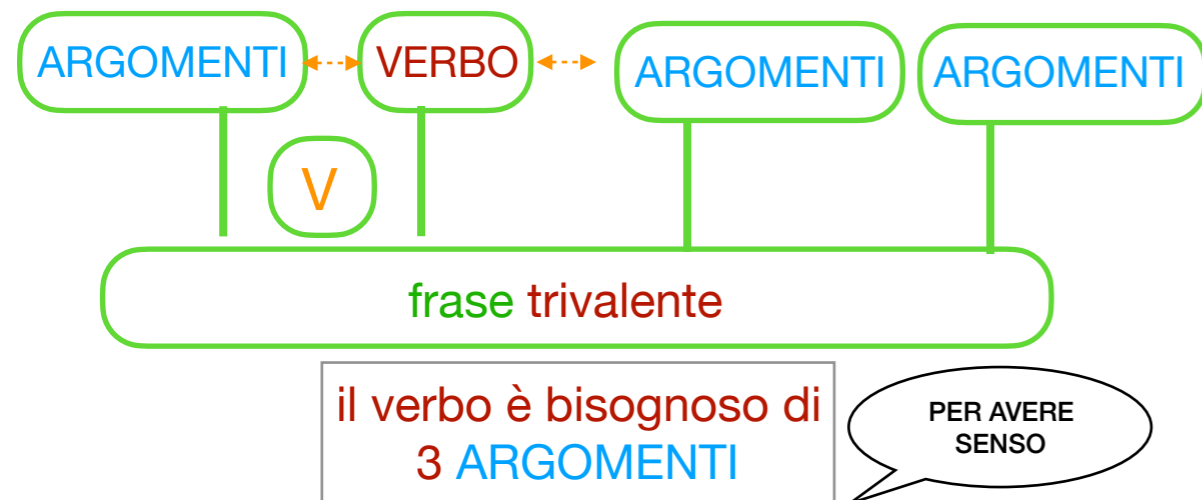 ARGOMENTI VERBO ARGOMENTI ARGOMENTI
V
frase trivalente
il verbo è bisognoso di
3 ARGOMENTI
PER AVERE
SENSO